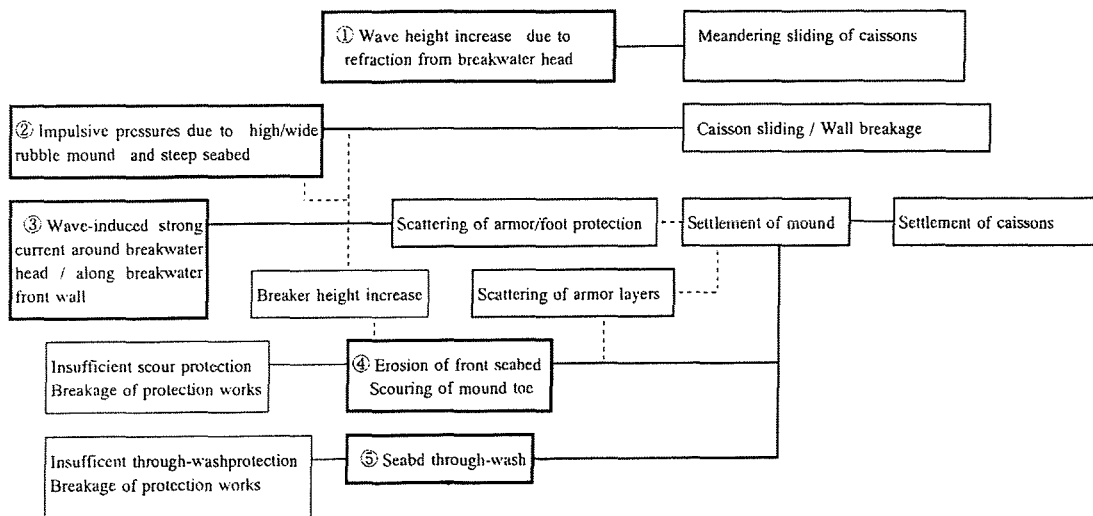 ① Wave height increase due to
refraction from breakwater head
Meandering sliding of caissons
② Impulsive pressures due to high/wide
rubble mound and steep seabed
Caisson sliding / Wall breakage
③ Wave-induced strong
current around breakwater
head / along breakwater
front wall
Scattering of armor/foot protection
Settlement of mound
Settlement of caissons
Breaker height increase
Scattering of armor layers
Insufficient scour protection
Breakage of protection works
④ Erosion of front seabed
Scouring of mound toe
Insufficent through-washprotection
Breakage of protection works
⑤ Seabd through-wash